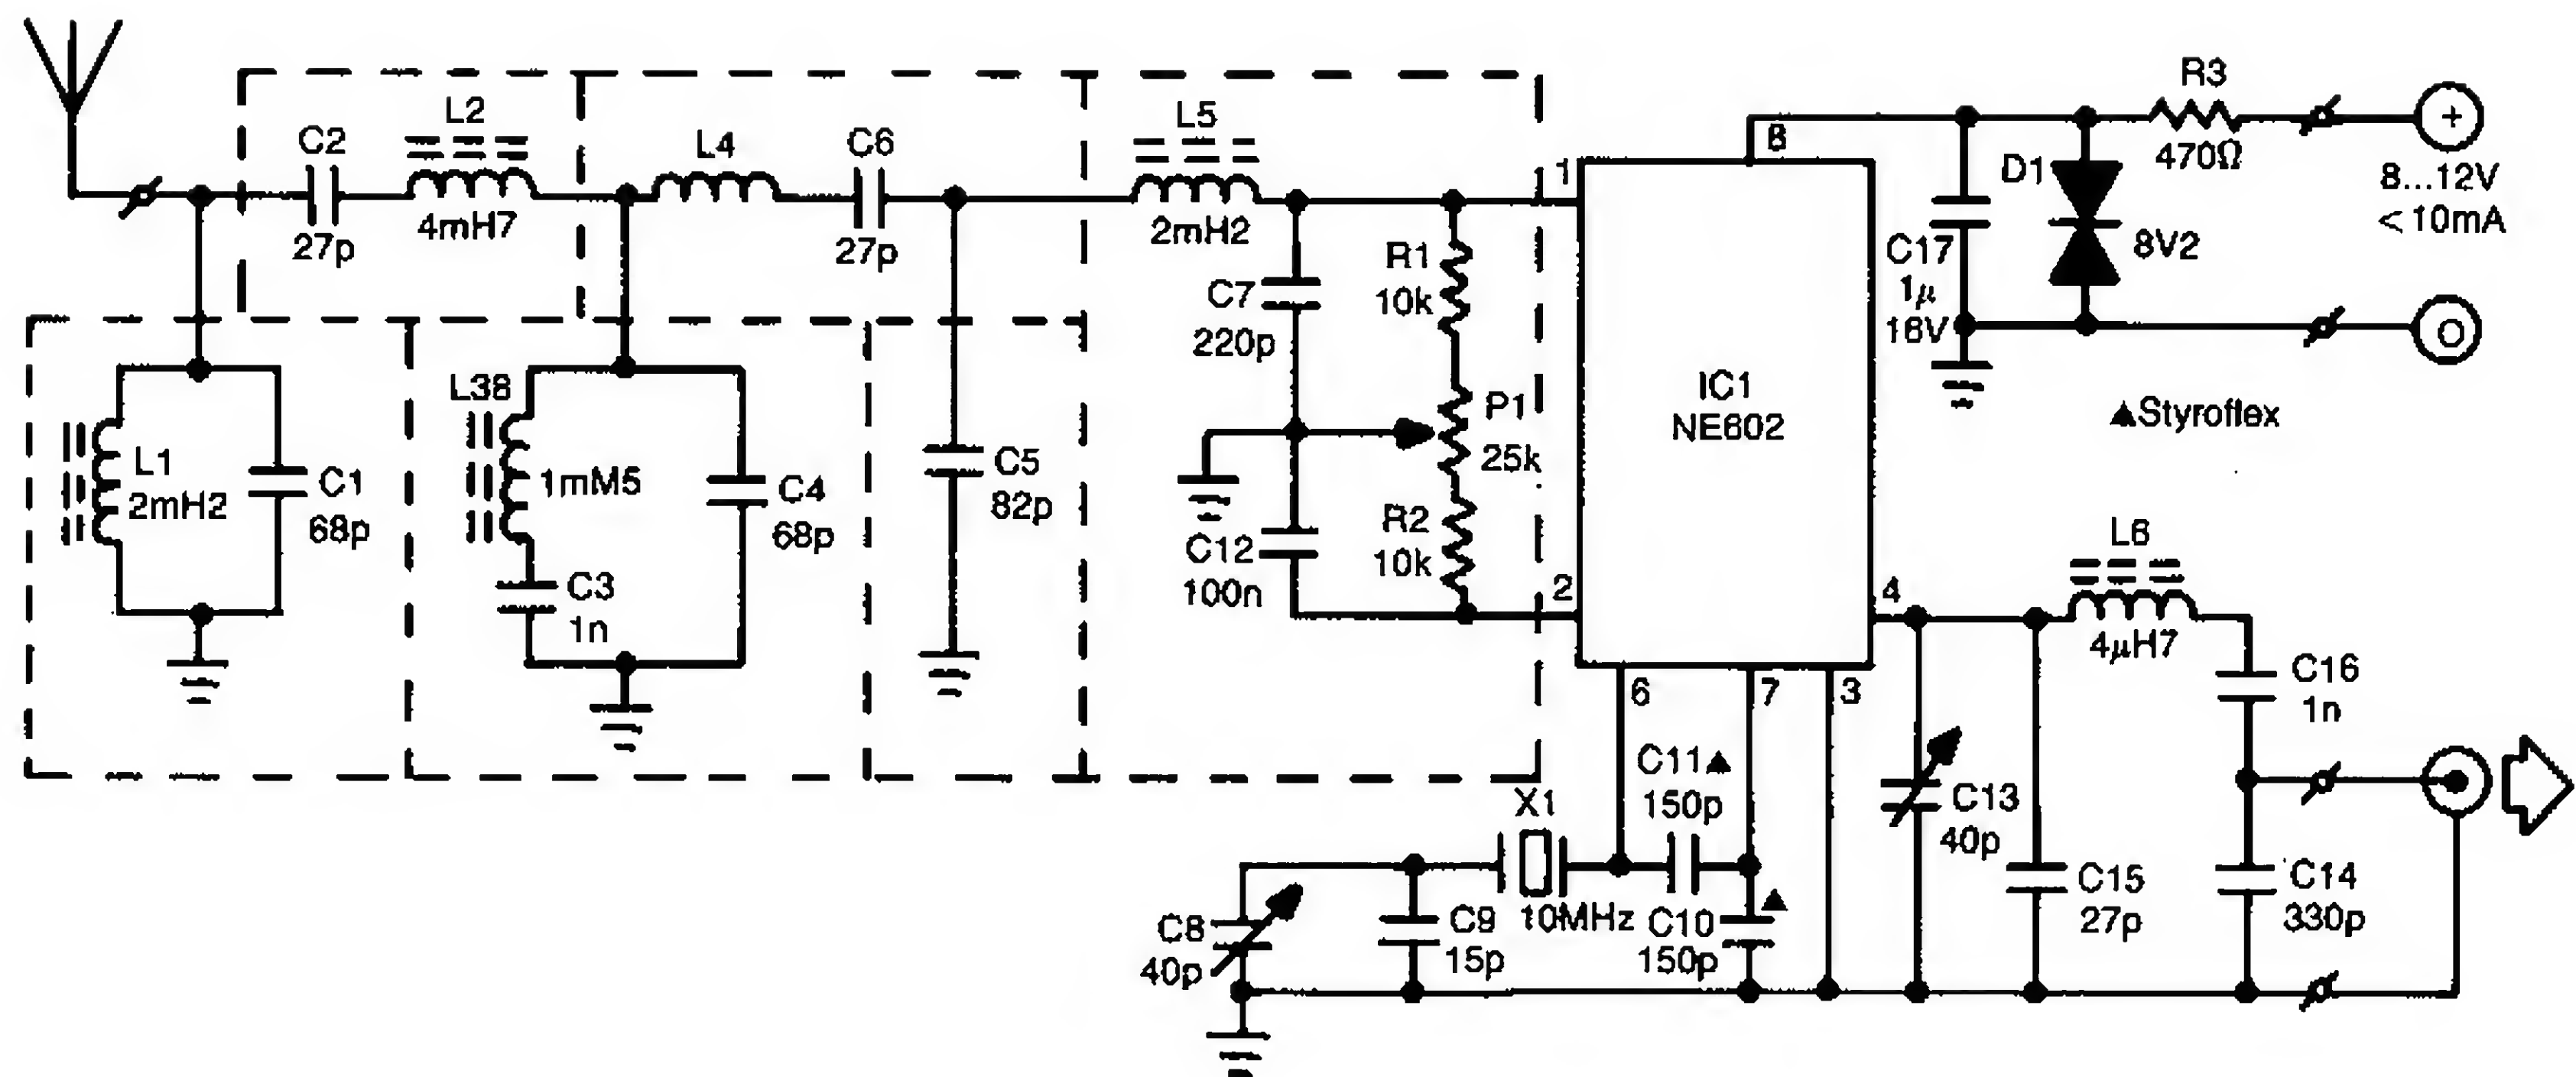 R3
470Ω
+
8...12V
<10mA
L2
C2
27p
4mH7
L4
C6
27p
L5
2mH2
1
8
D1
8V2
C17
1µ
16V
O
R1
10k
C7
220p
L38
1mM5
L1
2mH2
C1
68p
C4
68p
C3
1n
C5
82p
P1
25k
R2
10k
C12
100n
2
IC1
NE602
▲Styroflex
4
L6
4µH7
C16
1n
6
7
3
C11▲
150p
X1
10MHz
C13
40p
C8
40p
C9
15p
▲
C10
150p
C15
27p
C14
330p